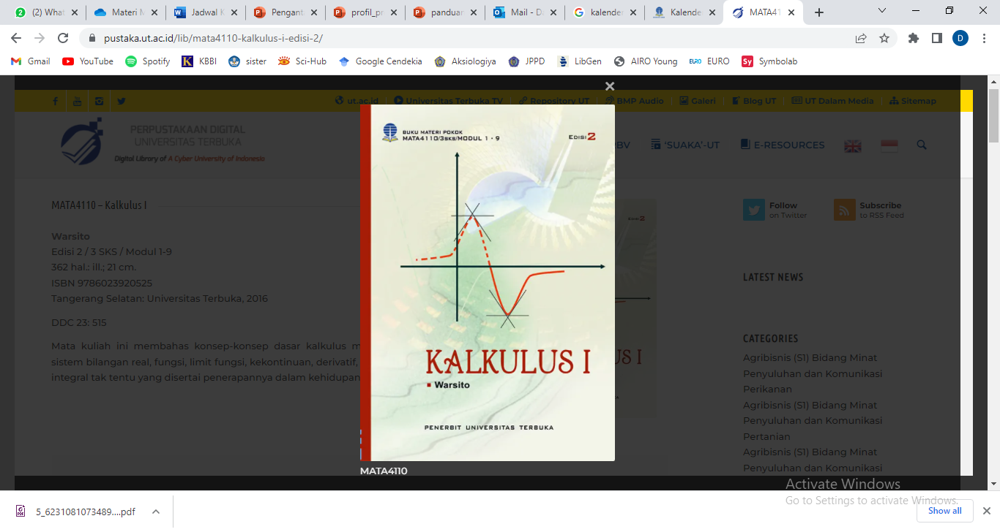 (2) What
Materi M
Jadwal K
Pengant
profil_pr
panduan
Mail - D
kalender
Kalende
MATA41
pustaka.ut.ac.id/lib/mata4110-kalkulus-i-edisi-2/
D
Gmail
YouTube
Spotify
KBBI
sister
Sci-Hub
Google Cendekia
Aksiologiya
JPPD
LibGen
AIRO Young
EURO
Sy Symbolab
ut.ac.id
Universitas Terbuka TV
Repository UT
BMP Audio
Galeri
Blog UT
UT Dalam Media
Sitemap
PERPUSTAKAAN DIGITAL
UNIVERSITAS TERBUKA
Digital Library of A Cyber University of Indonesia
RBV
'SUAKA'-UT
E-RESOURCES
MATA4110 – Kalkulus I
Warsito
Edisi 2 / 3 SKS / Modul 1-9
362 hal.: ill.; 21 cm.
ISBN 9786023920525
Tangerang Selatan: Universitas Terbuka, 2016
DDC 23: 515
Mata kuliah ini membahas konsep-konsep dasar kalkulus m
sistem bilangan real, fungsi, limit fungsi, kekontinuan, derivatif,
integral tak tentu yang disertai penerapannya dalam kehidupan
BUKU MATERI POKOK
MATA4110/3SKS/MODUL 1 - 9
EDISI 2
KALKULUS I
Warsito
PENERBIT UNIVERSITAS TERBUKA
MATA4110
EDISI 2
US I
Follow
on Twitter
Subscribe
to RSS Feed
LATEST NEWS
CATEGORIES
Agribisnis (S1) Bidang Minat
Penyuluhan dan Komunikasi
Perikanan
Agribisnis (S1) Bidang Minat
Penyuluhan dan Komunikasi
Pertanian
Agribisnis (S1) Bidang Minat
Penyuluhan dan Komunikasi
Activate Windows
Go to Settings to activate Windows.
5_6231081073489....pdf
Show all